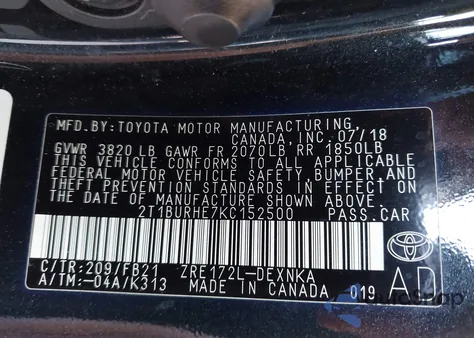 MFD.BY:TOYOTA MOTOR MANUFACTURING,
CANADA,INC. 07/18
GVWR 3820 LB GAWR FR 2070LB RR 1850LB
THIS VEHICLE CONFORMS TO ALL APPLICABLE
FEDERAL MOTOR VEHICLE SAFETY, BUMPER,AND
THEFT PREVENTION STANDARDS IN EFFECT ON
THE DATE OF MANUFACTURE SHOWN ABOVE.
2T1BURHE7KC152500 PASS.CAR
C/TR:209/FB21 ZRE172L-DEXNKA
A/TM:-04A/K313 MADE IN CANADA 019 AD